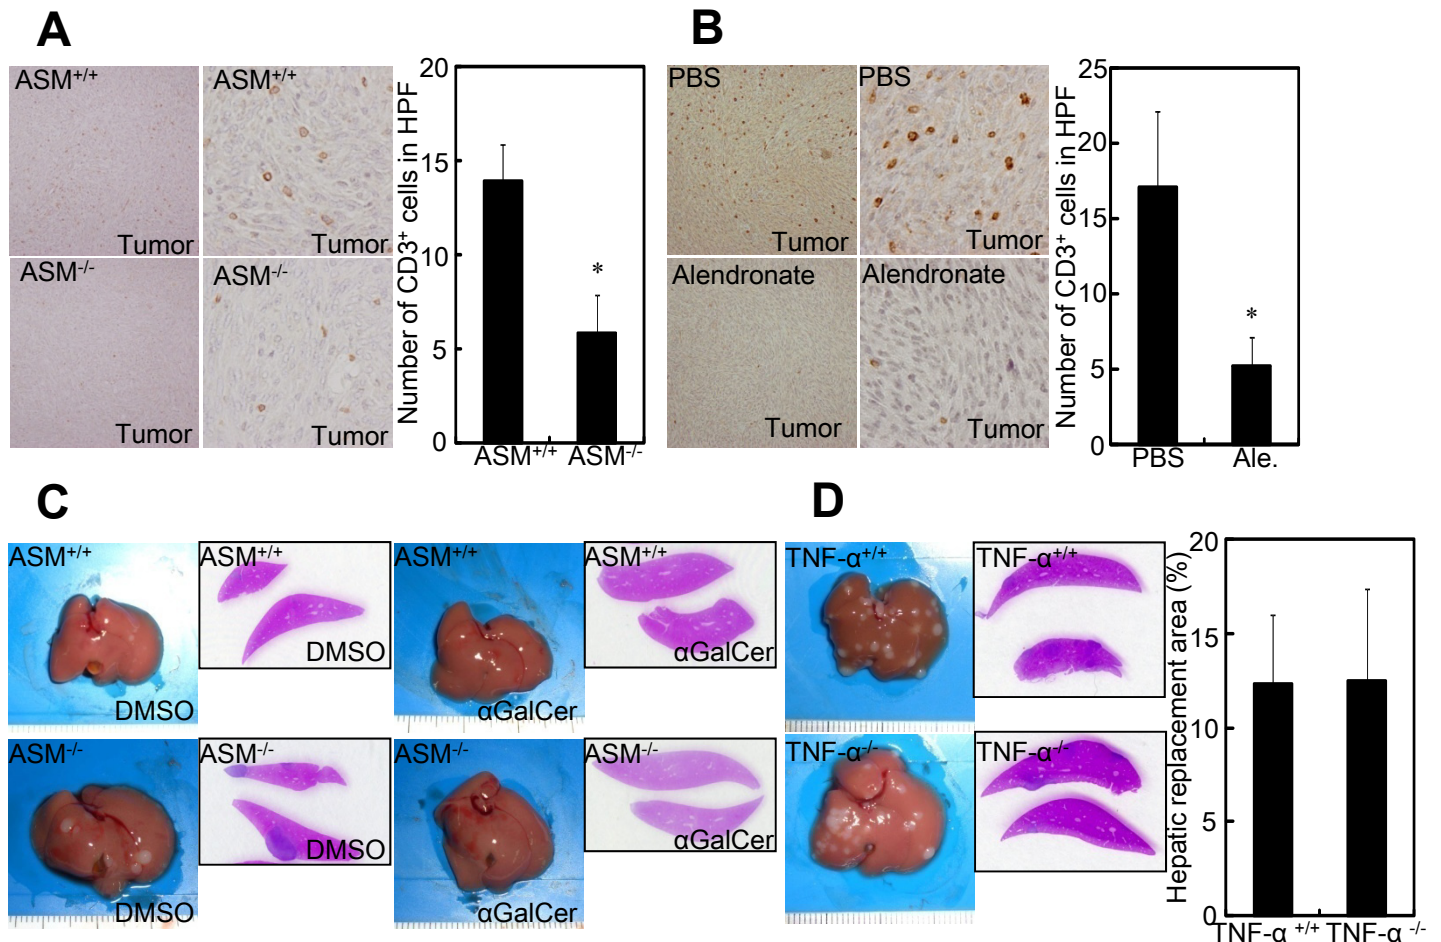 A
ASM+/+
ASM+/+
Tumor
Tumor
ASM-/-
ASM-/-
Tumor
Tumor
Number of CD3+ cells in HPF
20
15
10
5
0
*
ASM+/+ ASM-/-
B
PBS
PBS
Tumor
Tumor
Alendronate
Alendronate
Tumor
Tumor
Number of CD3+ cells in HPF
25
20
15
10
5
0
*
PBS Ale.
C
ASM+/+
DMSO
ASM+/+
DMSO
ASM+/+
αGalCer
ASM+/+
αGalCer
ASM-/-
DMSO
ASM-/-
DMSO
ASM-/-
αGalCer
ASM-/-
αGalCer
D
TNF-α+/+
TNF-α+/+
TNF-α-/-
TNF-α-/-
Hepatic replacement area (%)
20
15
10
5
0
TNF-α +/+ TNF-α -/-